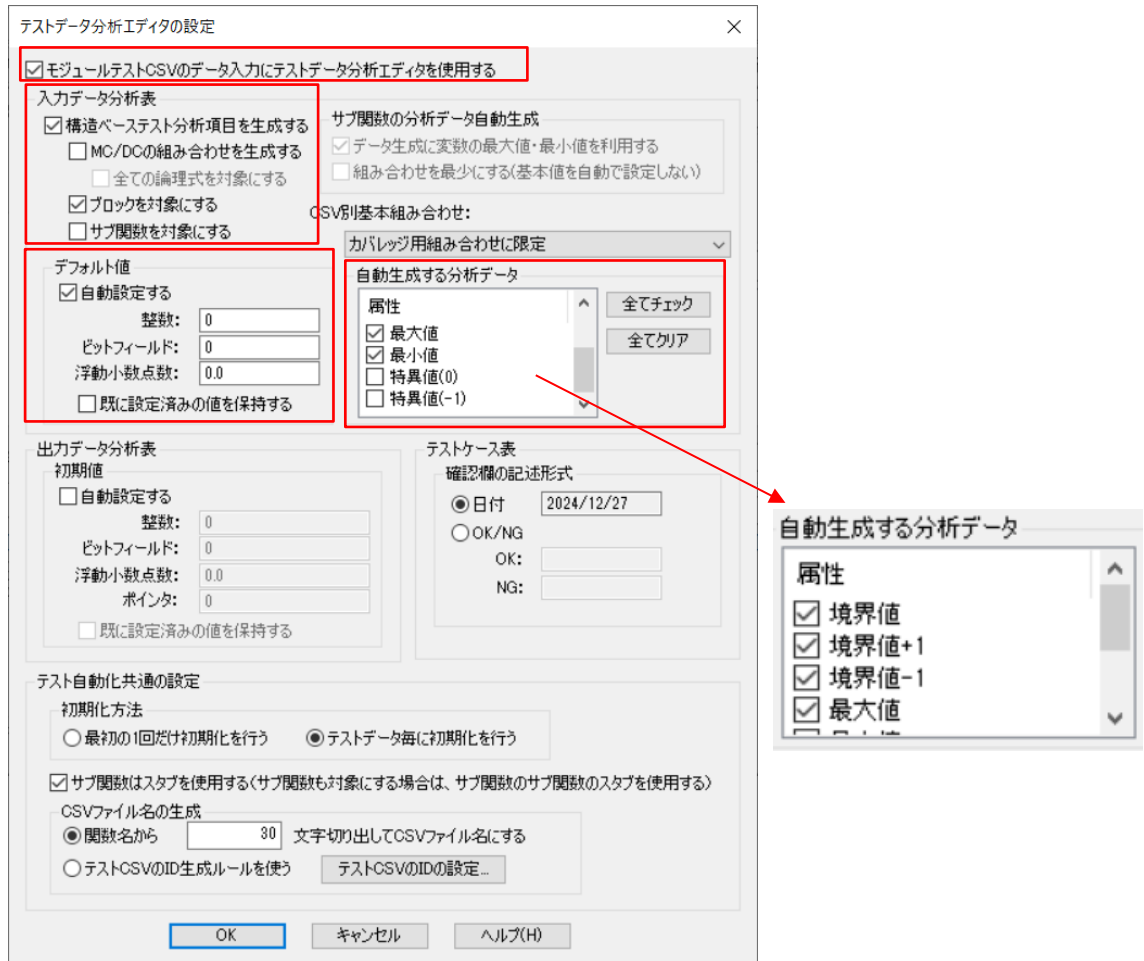 テストデータ分析エディタの設定
モジュールテストCSVのデータ入力にテストデータ分析エディタを使用する
入力データ分析表
構造ベーステスト分析項目を生成する
MC/DCの組み合わせを生成する
全ての論理式を対象にする
ブロックを対象にする
サブ関数を対象にする
サブ関数の分析データ自動生成
データ生成に変数の最大値・最小値を利用する
組み合わせを最少にする(基本値を自動で設定しない)
CSV別基本組み合わせ:
カバレッジ用組み合わせに限定
デフォルト値
自動設定する
整数: 0
ビットフィールド: 0
浮動小数点数: 0.0
既に設定済みの値を保持する
自動生成する分析データ
属性
最大値
最小値
特異値(0)
特異値(-1)
全てチェック
全てクリア
出力データ分析表
初期値
自動設定する
整数: 0
ビットフィールド: 0
浮動小数点数: 0.0
ポインタ: 0
既に設定済みの値を保持する
テストケース表
確認欄の記述形式
日付 2024/12/27
OK/NG
OK:
NG:
自動生成する分析データ
属性
境界値
境界値+1
境界値-1
最大値
テスト自動化共通の設定
初期化方法
最初の1回だけ初期化を行う テストデータ毎に初期化を行う
サブ関数はスタブを使用する(サブ関数も対象にする場合は、サブ関数のサブ関数のスタブを使用する)
CSVファイル名の生成
関数名から 30 文字切り出してCSVファイル名にする
テストCSVのID生成ルールを使う テストCSVのIDの設定...
OK キャンセル ヘルプ(H)